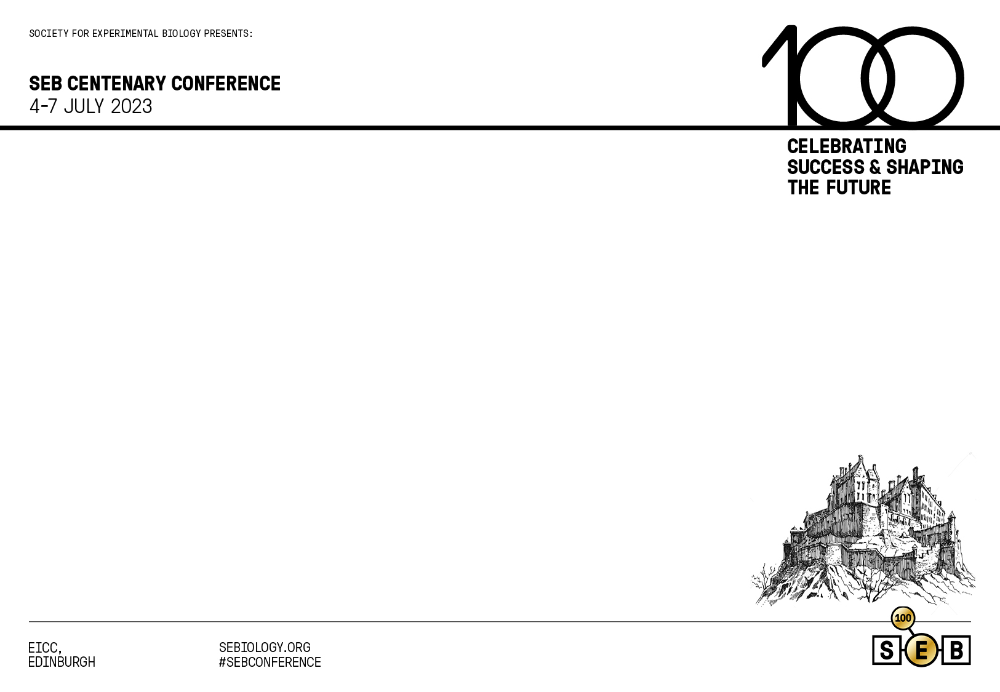 SOCIETY FOR EXPERIMENTAL BIOLOGY PRESENTS:
SEB CENTENARY CONFERENCE
4-7 JULY 2023
100
CELEBRATING
SUCCESS & SHAPING
THE FUTURE
EICC,
EDINBURGH
SEBIOLOGY.ORG
#SEBCONFERENCE
100
SEB